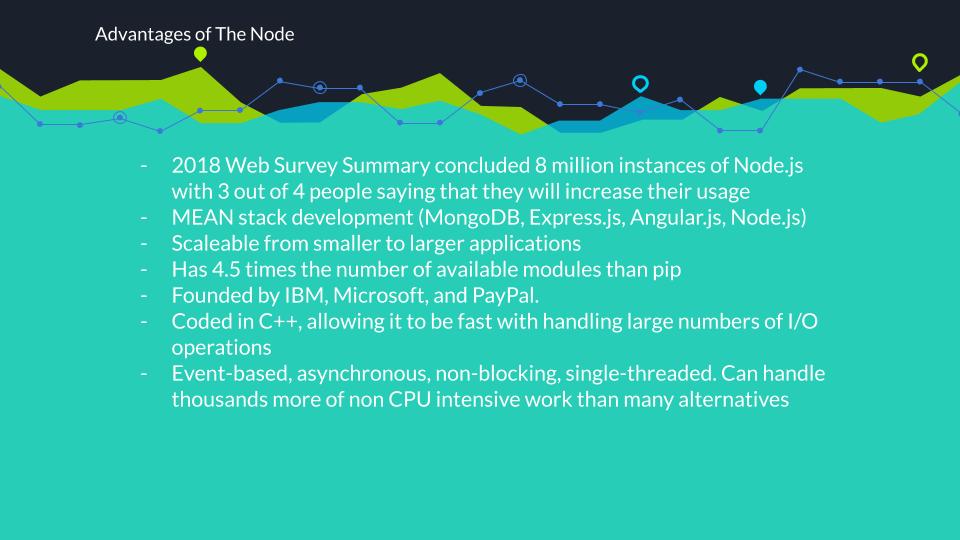 Advantages of The Node
- 2018 Web Survey Summary concluded 8 million instances of Node.js
with 3 out of 4 people saying that they will increase their usage
- MEAN stack development (MongoDB, Express.js, Angular.js, Node.js)
- Scaleable from smaller to larger applications
- Has 4.5 times the number of available modules than pip
- Founded by IBM, Microsoft, and PayPal.
- Coded in C++, allowing it to be fast with handling large numbers of I/O
operations
- Event-based, asynchronous, non-blocking, single-threaded. Can handle
thousands more of non CPU intensive work than many alternatives